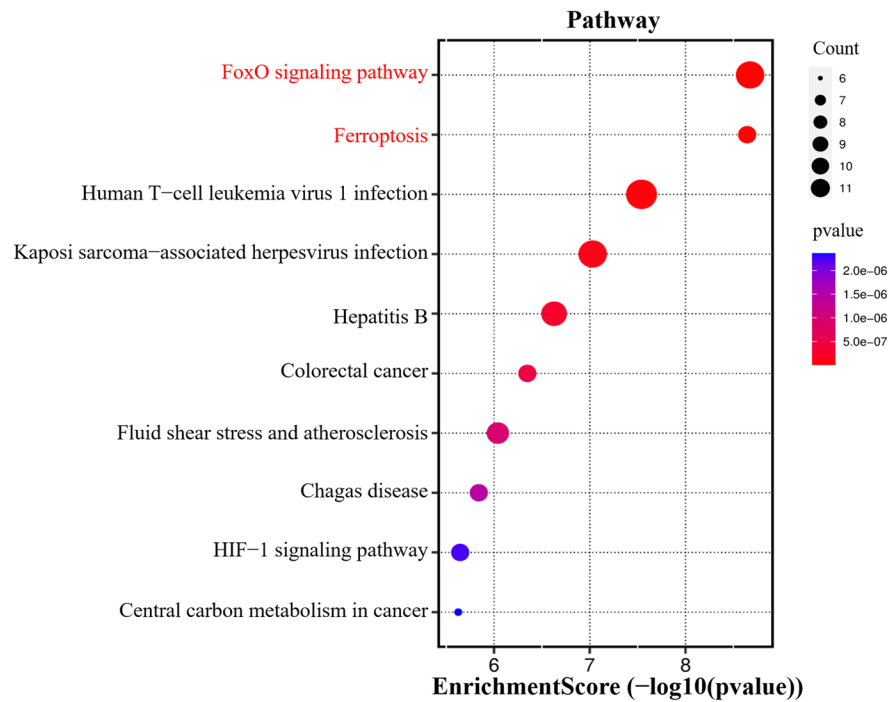 Pathway
FoxO signaling pathway
Ferroptosis
Human T−cell leukemia virus 1 infection
Kaposi sarcoma−associated herpesvirus infection
Hepatitis B
Colorectal cancer
Fluid shear stress and atherosclerosis
Chagas disease
HIF−1 signaling pathway
Central carbon metabolism in cancer
6 7 8
EnrichmentScore (−log10(pvalue))
Count
6
7
8
9
10
11
pvalue
2.0e−06
1.5e−06
1.0e−06
5.0e−07